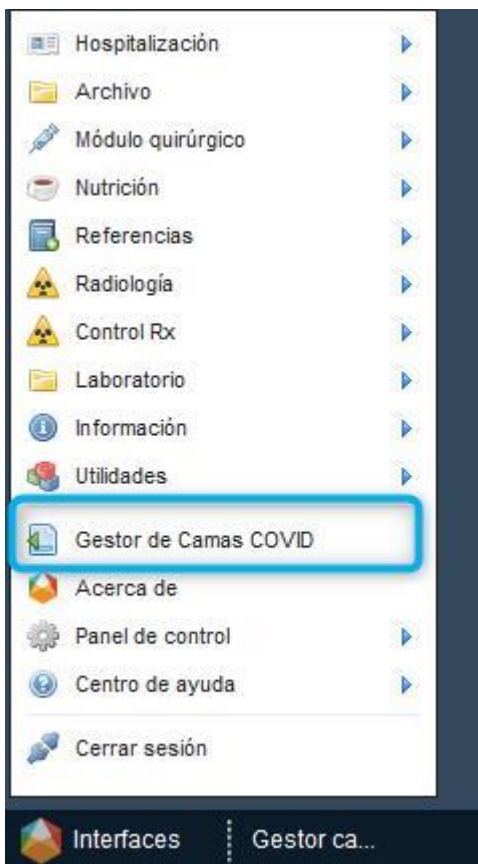 Hospitalización
Archivo
Módulo quirúrgico
Nutrición
Referencias
Radiología
Control Rx
Laboratorio
Información
Utilidades
Gestor de Camas COVID
Acerca de
Panel de control
Centro de ayuda
Cerrar sesión
Interfaces
Gestor ca...